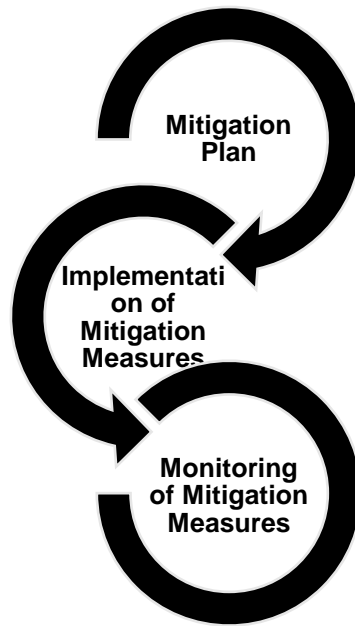 Mitigation
Plan
Implementati
on of
Mitigation
Measures
Monitoring
of Mitigation
Measures